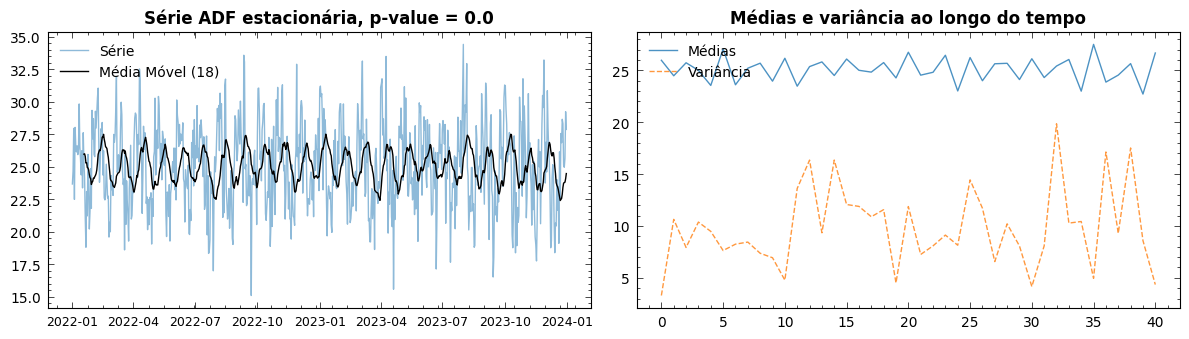 Série ADF estacionária, p-value = 0.0
35.0
32.5
30.0
27.5
25.0
22.5
20.0
17.5
15.0
Série
Média Móvel (18)
2022-01 2022-04 2022-07 2022-10 2023-01 2023-04 2023-07 2023-10 2024-01
Médias e variância ao longo do tempo
25
20
15
10
5
Médias
Variância
0 5 10 15 20 25 30 35 40